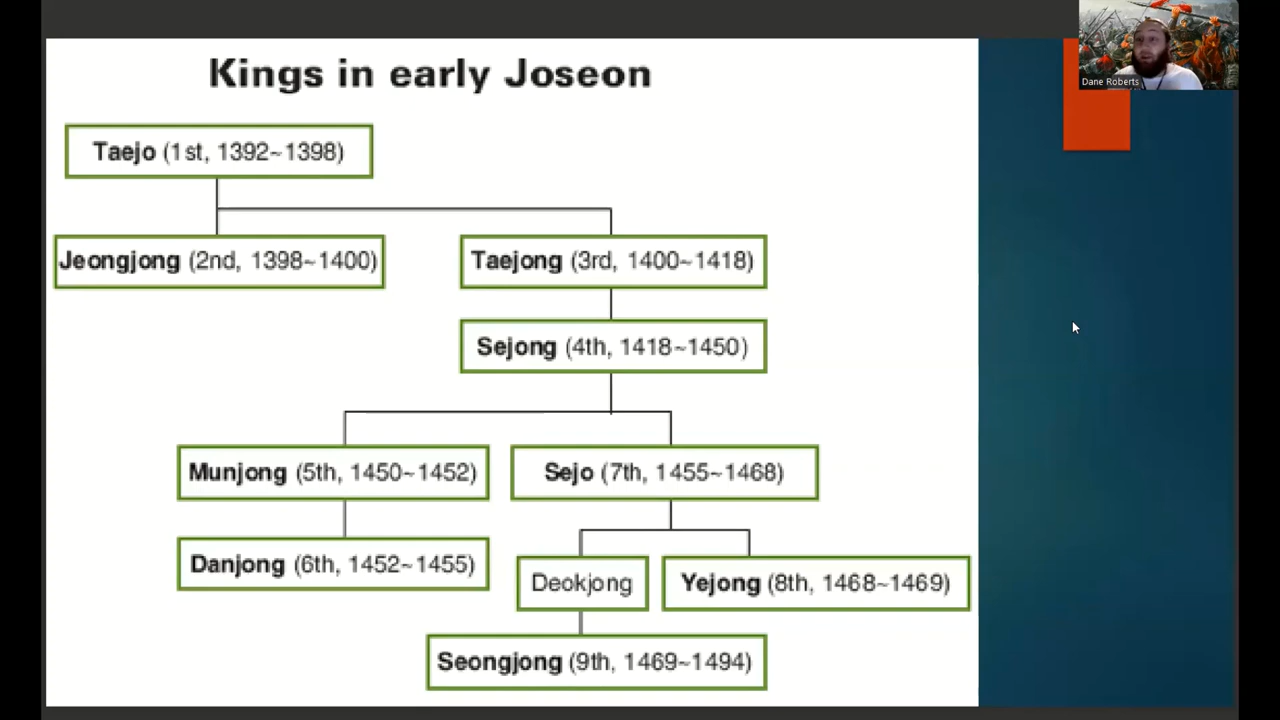 Kings in early Joseon
Dane Roberts
Taejo (1st, 1392~1398)
Jeongjong (2nd, 1398~1400)
Taejong (3rd, 1400~1418)
Sejong (4th, 1418~1450)
Munjong (5th, 1450~1452)
Sejo (7th, 1455~1468)
Danjong (6th, 1452~1455)
Deokjong
Yejong (8th, 1468~1469)
Seongjong (9th, 1469~1494)